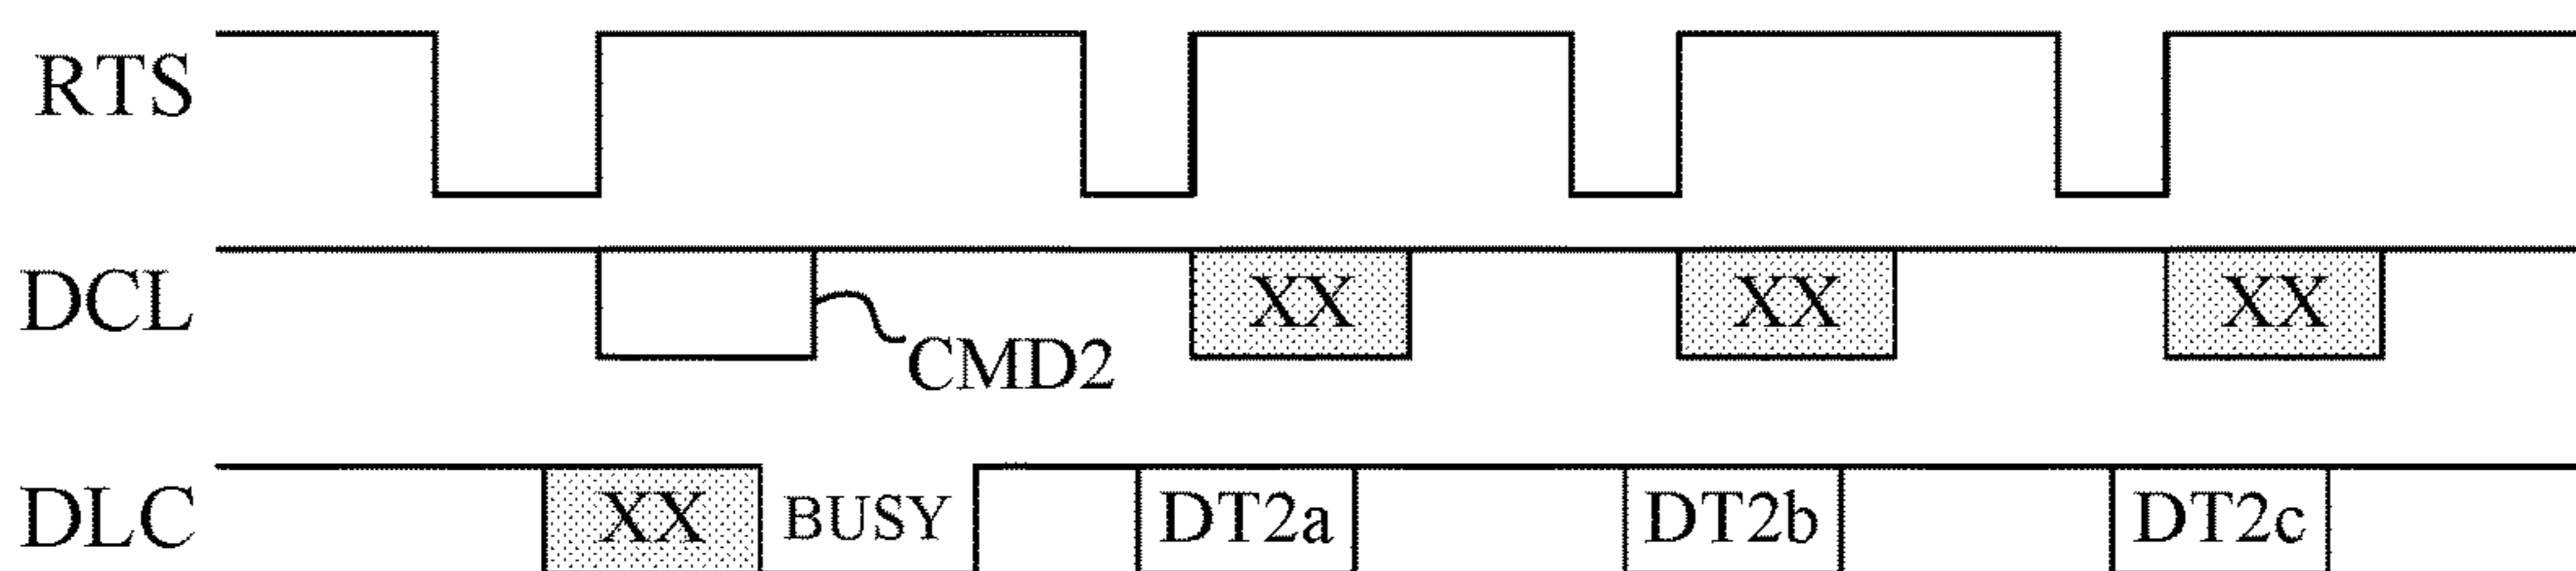 RTS
DCL XX XX XX
CMD2
DLC XX BUSY DT2a DT2b DT2c